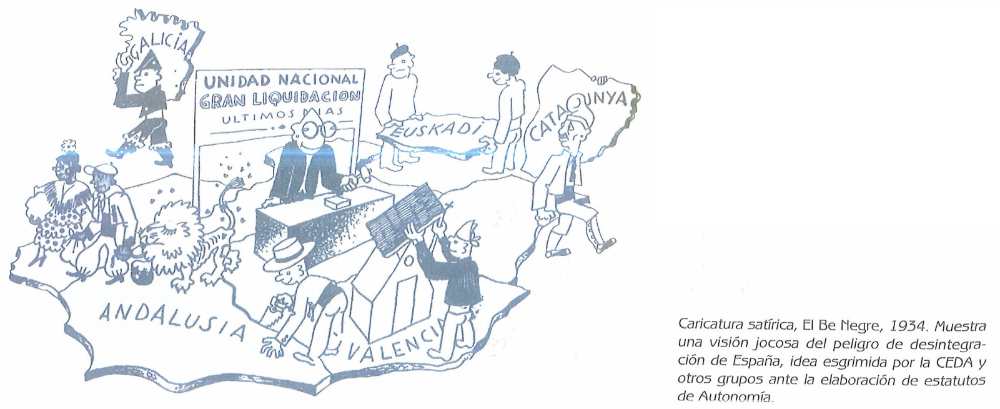 GALICIA
UNIDAD NACIONAL
GRAN LIQUIDACION
ULTIMOS DIAS
EUSKADI
CATALUNYA
ANDALUSIA
VALENCIA
Caricatura satírica, El Be Negre, 1934. Muestra
una visión jocosa del peligro de desintegra-
ción de España, idea esgrimida por la CEDA y
otros grupos ante la elaboración de estatutos
de Autonomía.